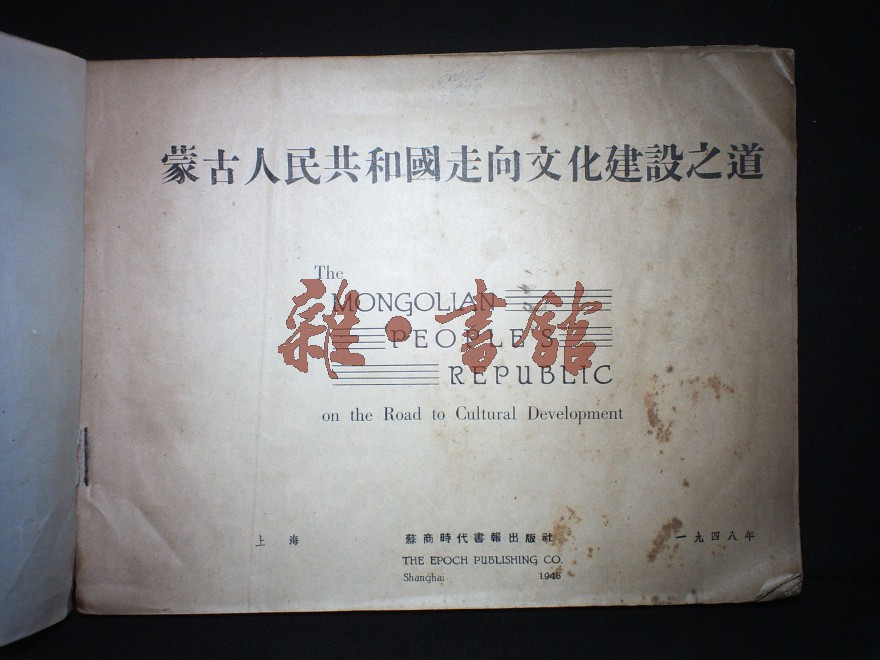 蒙古人民共和國走向文化建設之道
The
MONGOLIAN
PEOPLE'S
REPUBLIC
雜·書館
on the Road to Cultural Development
上海 蘇商時代書報出版社 一九四八年
THE EPOCH PUBLISHING CO.
Shanghai 1948